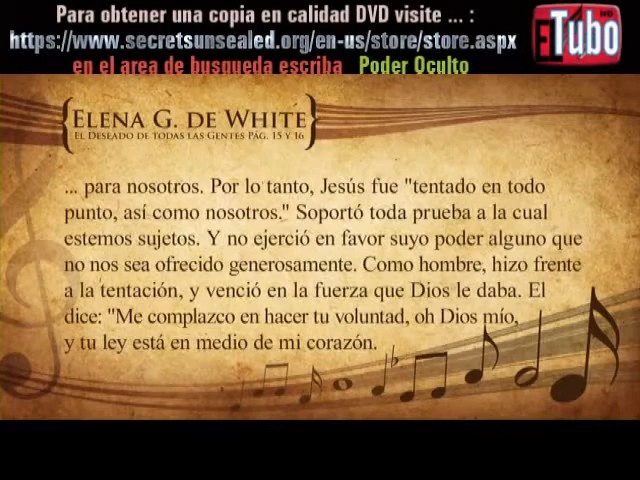 Para obtener una copia en calidad DVD visite ... :
https://www.secretsunsealed.org/en-us/store/store.aspx
en el area de busqueda escriba Poder Oculto
El Tubo HD
{ELENA G. DE WHITE}
EL DESEADO DE TODAS LAS GENTES PÁG. 15 Y 16
... para nosotros. Por lo tanto, Jesús fue "tentado en todo
punto, así como nosotros." Soportó toda prueba a la cual
estemos sujetos. Y no ejerció en favor suyo poder alguno que
no nos sea ofrecido generosamente. Como hombre, hizo frente
a la tentación, y venció en la fuerza que Dios le daba. El
dice: "Me complazco en hacer tu voluntad, oh Dios mío,
y tu ley está en medio de mi corazón.